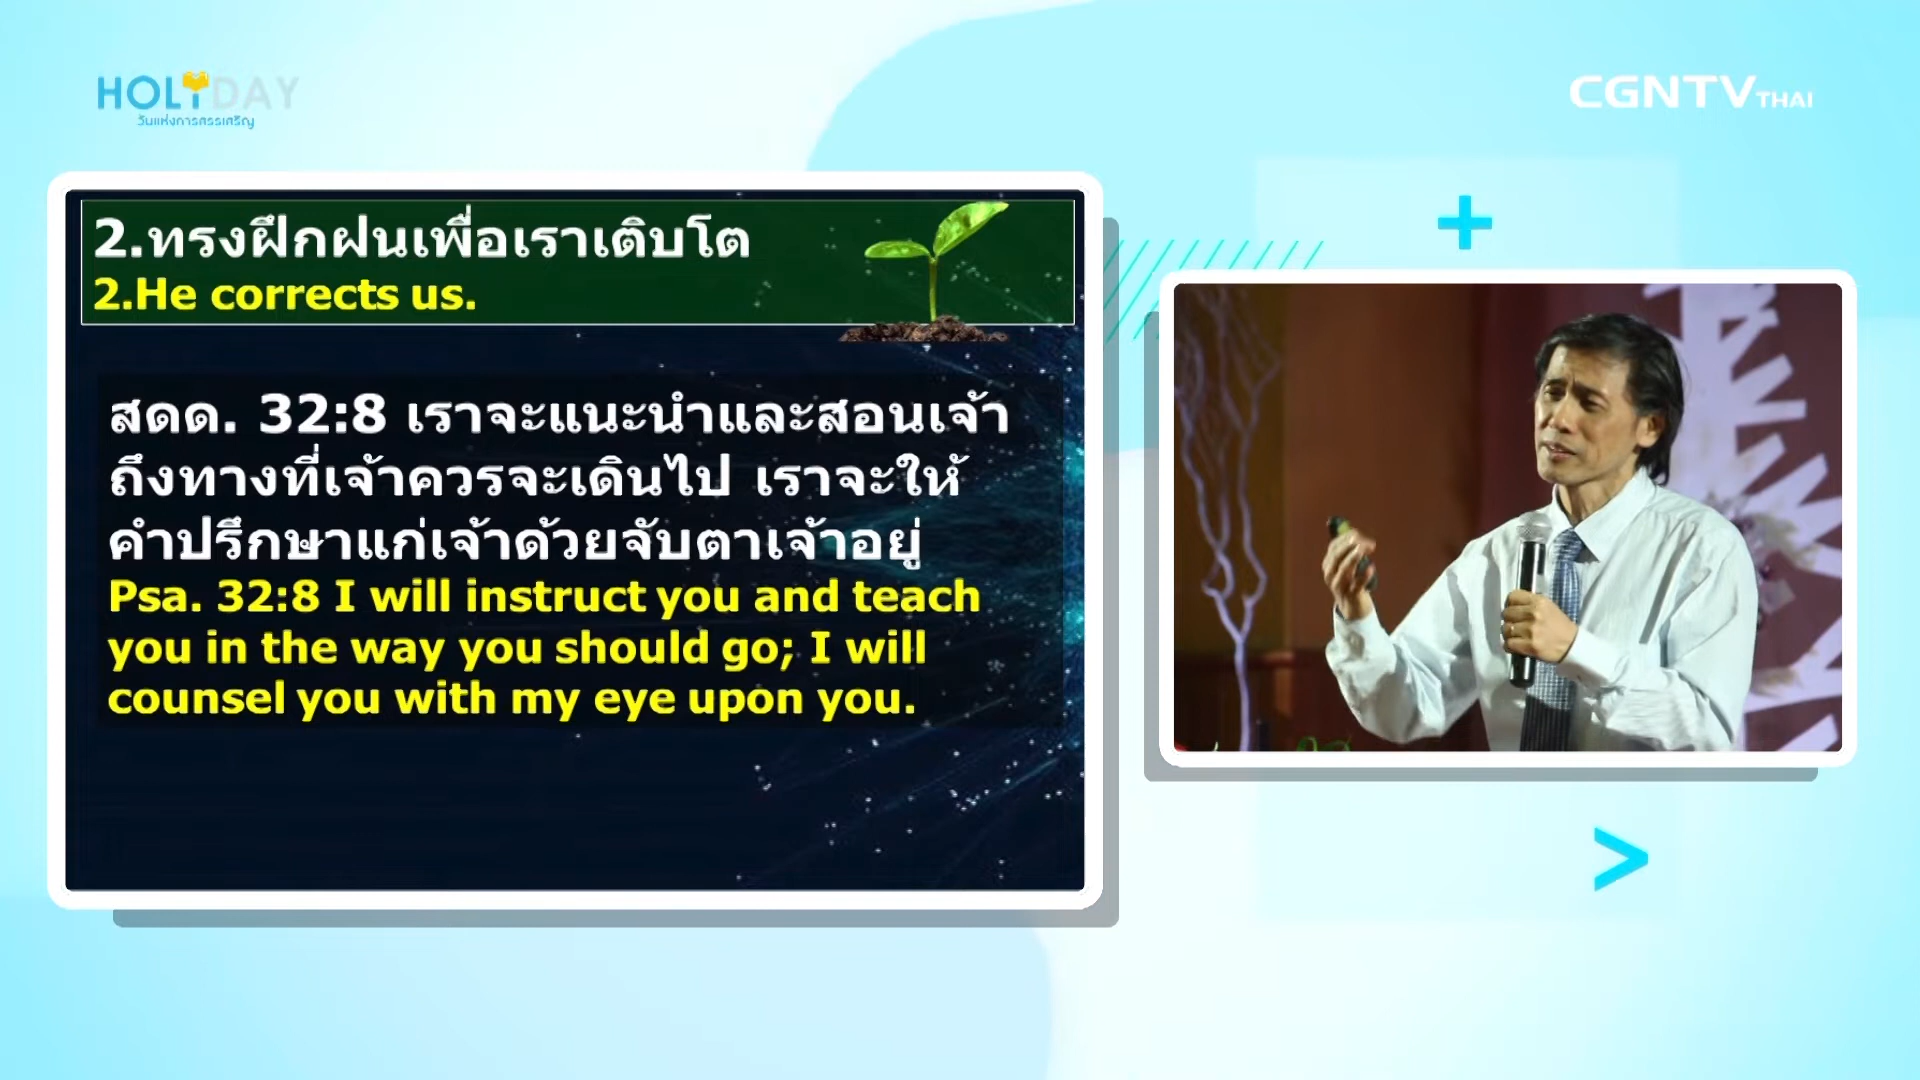 HOLYDAY
วันแห่งการสรรเสริญ
CGNTV THAI
2.ทรงฝึกฝนเพื่อเราเติบโต
2.He corrects us.
สดด. 32:8 เราจะแนะนำและสอนเจ้า
ถึงทางที่เจ้าควรจะเดินไป เราจะให้
คำปรึกษาแก่เจ้าด้วยจับตาเจ้าอยู่
Psa. 32:8 I will instruct you and teach
you in the way you should go; I will
counsel you with my eye upon you.